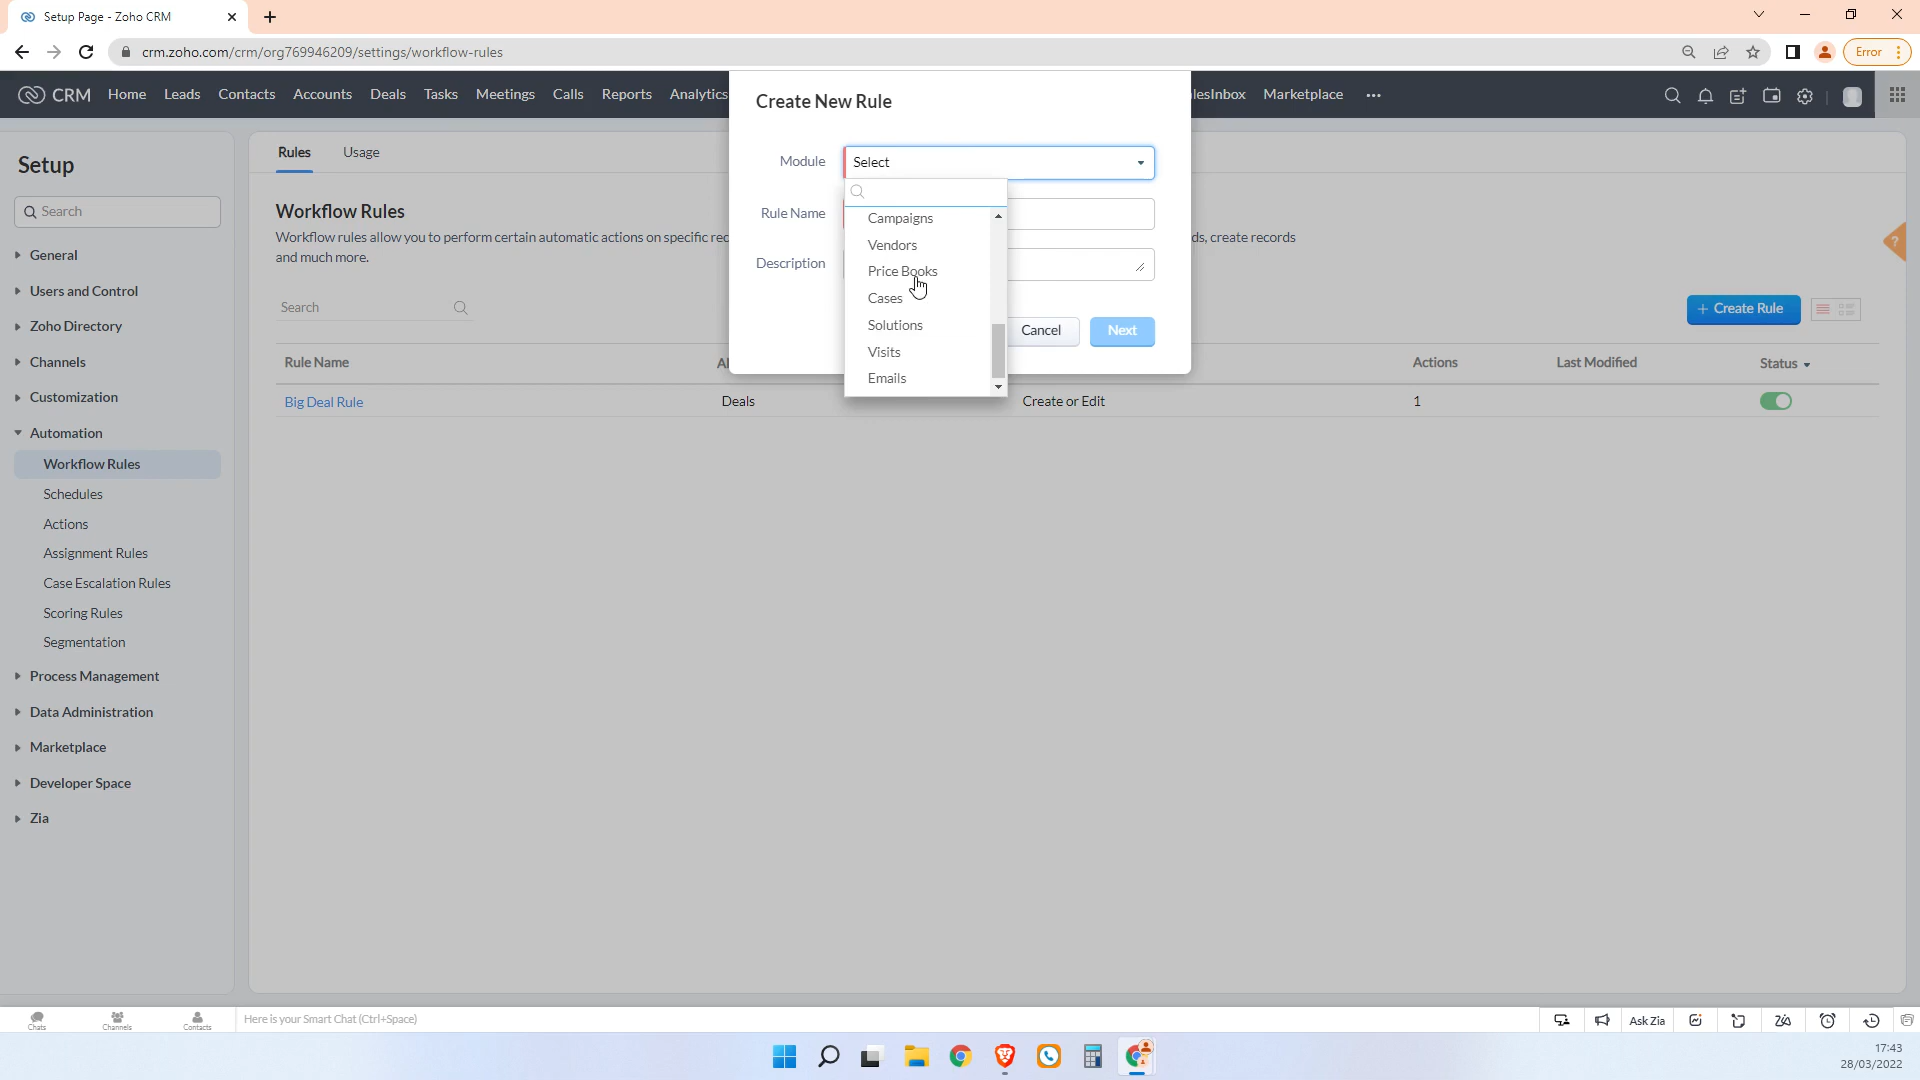 Setup Page - Zoho CRM
crm.zoho.com/crm/org769946209/settings/workflow-rules
Error
CRM Home Leads Contacts Accounts Deals Tasks Meetings Calls Reports Analytics lesInbox Marketplace
Create New Rule
Setup
Search
General
Users and Control
Zoho Directory
Channels
Customization
Automation
Workflow Rules
Schedules
Actions
Assignment Rules
Case Escalation Rules
Scoring Rules
Segmentation
Process Management
Data Administration
Marketplace
Developer Space
Zia
Rules Usage
Workflow Rules
Workflow rules allow you to perform certain automatic actions on specific rec ds, create records
and much more.
Search
Create Rule
Rule Name Actions Last Modified Status
Big Deal Rule Deals Create or Edit 1
Module Select
Rule Name
Description
Campaigns
Vendors
Price Books
Cases
Solutions
Visits
Emails
Cancel Next
?
Chats Channels Contacts Here is your Smart Chat (Ctrl+Space) Ask Zia
17:43
28/03/2022